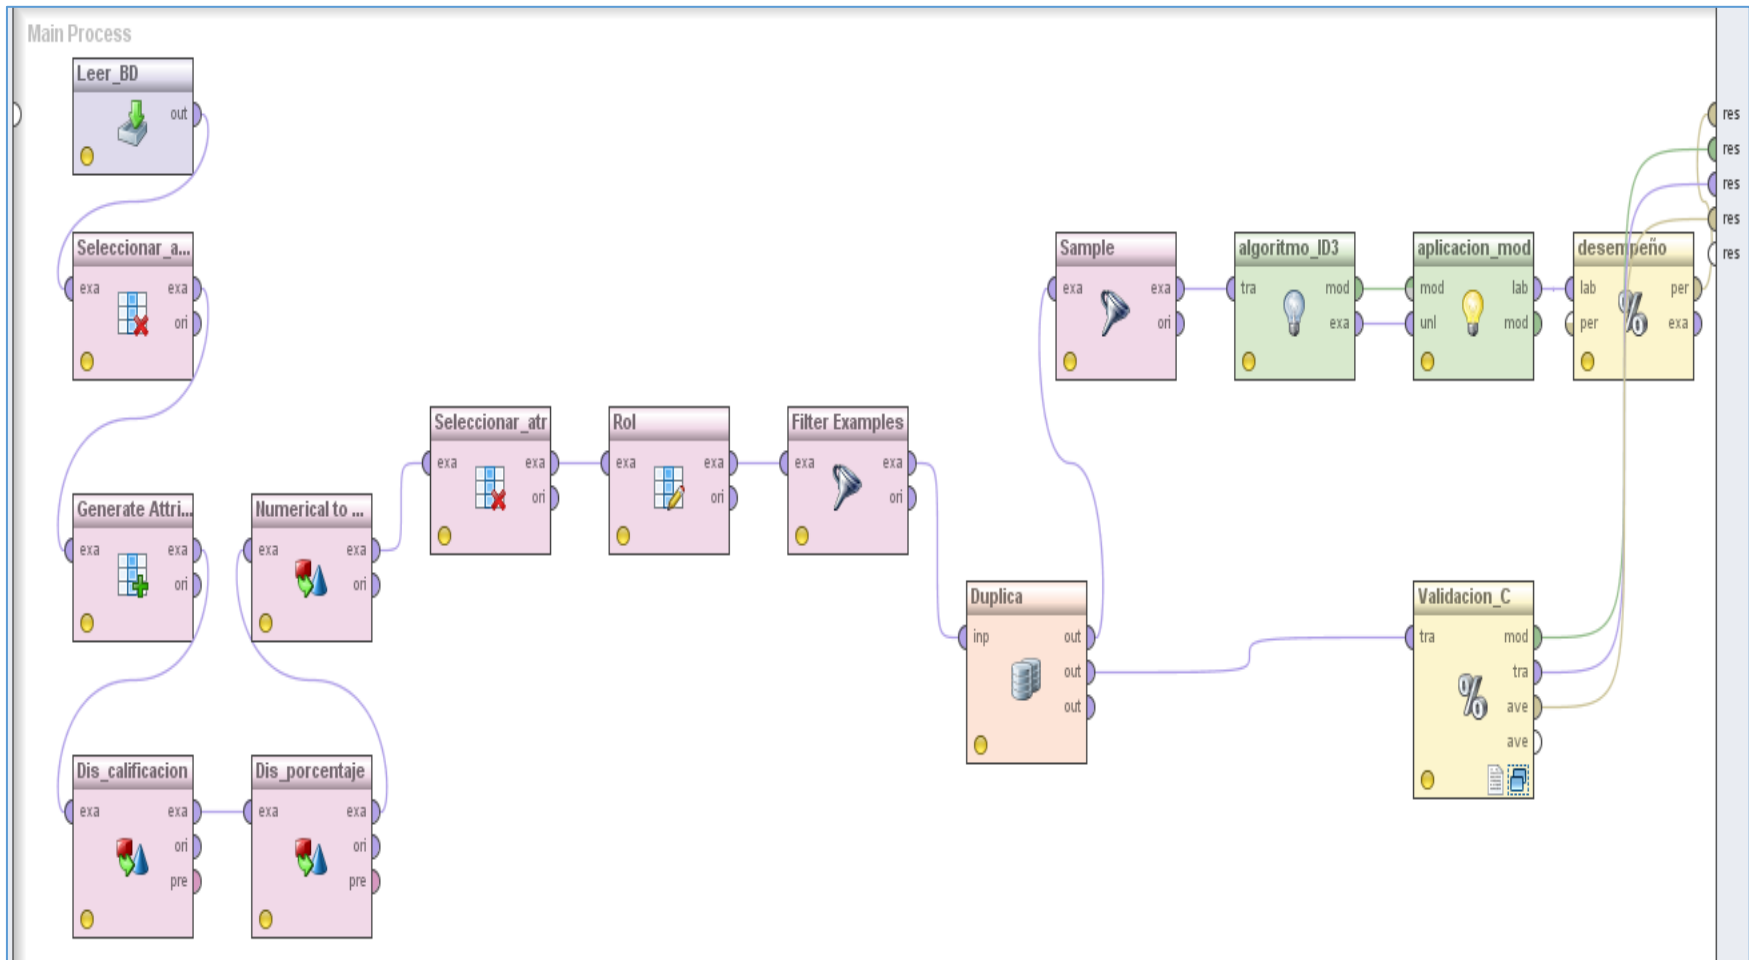 Main Process
Leer_BD
out
Seleccionar_a...
exa exa
ori
Generate Attri...
exa exa
ori
Dis_calificacion
exa exa
ori
pre
Dis_porcentaje
exa exa
ori
pre
Numerical to ...
exa exa
ori
Seleccionar_atr
exa exa
ori
Rol
exa exa
ori
Filter Examples
exa exa
ori
Duplica
inp out
out
out
Sample
exa exa
ori
algoritmo_ID3
tra mod
exa
aplicacion_mod
mod lab
unl mod
desempeño
lab per
per exa
Validacion_C
tra mod
tra
ave
ave
res
res
res
res
res